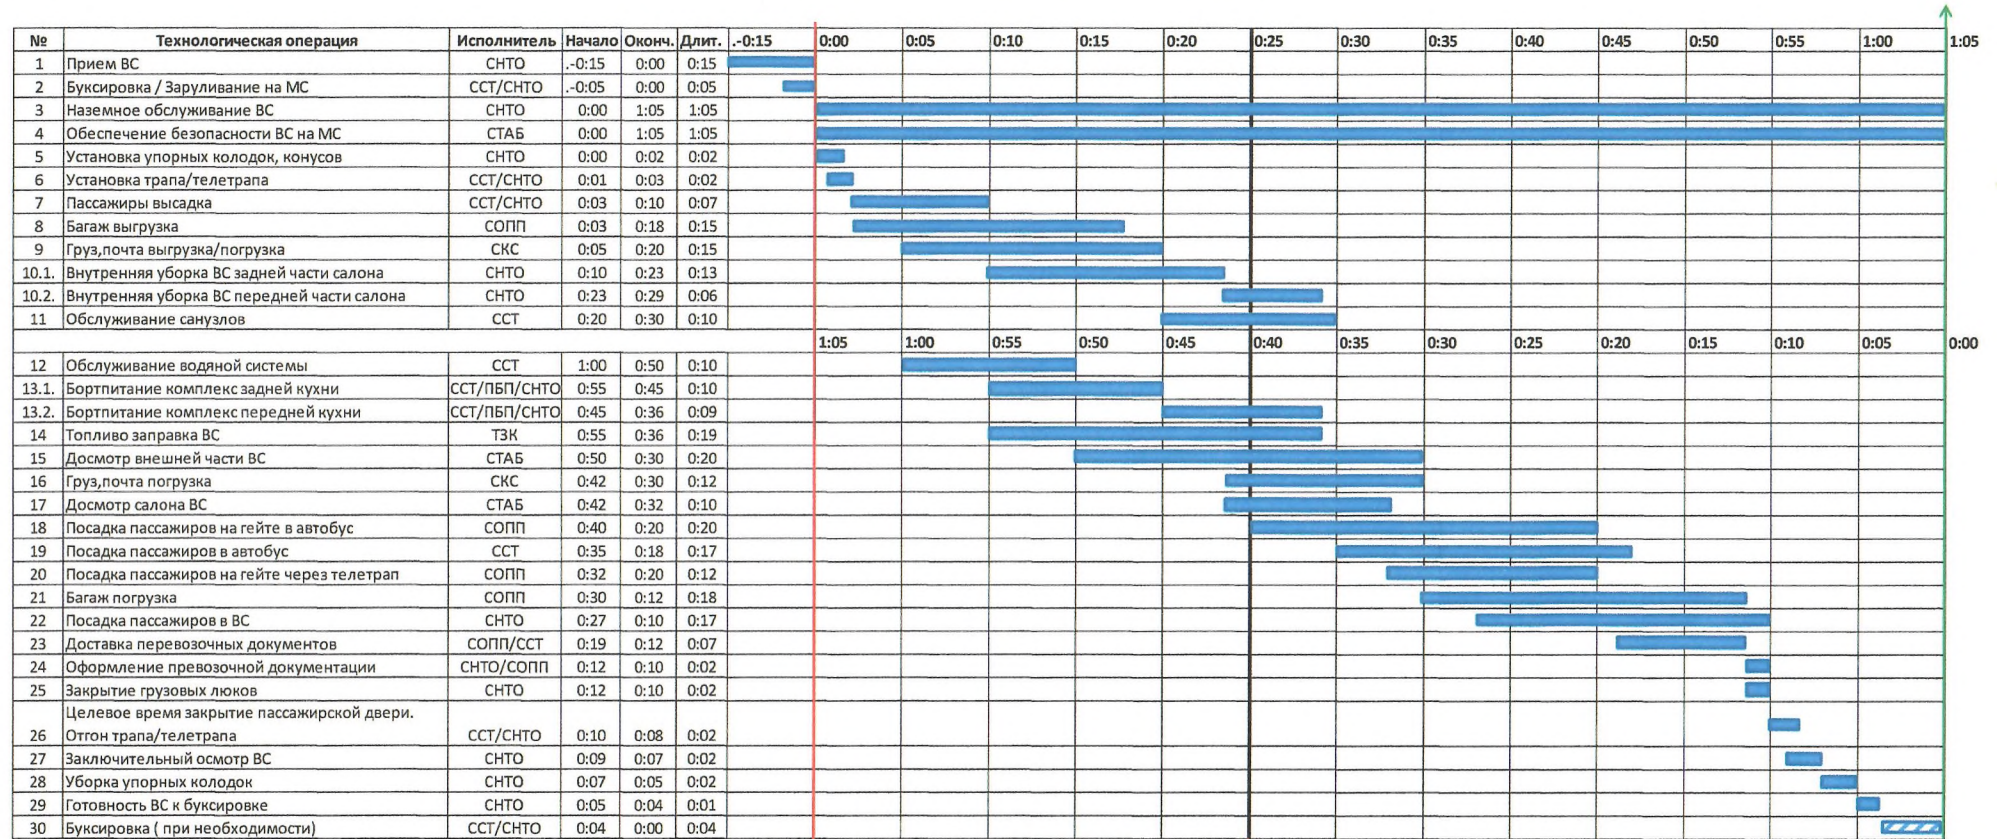 № Технологическая операция Исполнитель Начало Оконч. Длит. .-0:15 0:00 0:05 0:10 0:15 0:20 0:25 0:30 0:35 0:40 0:45 0:50 0:55 1:00 1:05
1 Прием ВС СНТО .-0:15 0:00 0:15
2 Буксировка / Заруливание на МС ССТ/СНТО .-0:05 0:00 0:05
3 Наземное обслуживание ВС СНТО 0:00 1:05 1:05
4 Обеспечение безопасности ВС на МС СТАБ 0:00 1:05 1:05
5 Установка упорных колодок, конусов СНТО 0:00 0:02 0:02
6 Установка трапа/телетрапа ССТ/СНТО 0:01 0:03 0:02
7 Пассажиры высадка ССТ/СНТО 0:03 0:10 0:07
8 Багаж выгрузка СОПП 0:03 0:18 0:15
9 Груз,почта выгрузка/погрузка СКС 0:05 0:20 0:15
10.1. Внутренняя уборка ВС задней части салона СНТО 0:10 0:23 0:13
10.2. Внутренняя уборка ВС передней части салона СНТО 0:23 0:29 0:06
11 Обслуживание санузлов ССТ 0:20 0:30 0:10
1:05 1:00 0:55 0:50 0:45 0:40 0:35 0:30 0:25 0:20 0:15 0:10 0:05 0:00
12 Обслуживание водяной системы ССТ 1:00 0:50 0:10
13.1. Бортпитание комплекс задней кухни ССТ/ПБП/СНТО 0:55 0:45 0:10
13.2. Бортпитание комплекс передней кухни ССТ/ПБП/СНТО 0:45 0:36 0:09
14 Топливо заправка ВС ТЗК 0:55 0:36 0:19
15 Досмотр внешней части ВС СТАБ 0:50 0:30 0:20
16 Груз,почта погрузка СКС 0:42 0:30 0:12
17 Досмотр салона ВС СТАБ 0:42 0:32 0:10
18 Посадка пассажиров на гейте в автобус СОПП 0:40 0:20 0:20
19 Посадка пассажиров в автобус ССТ 0:35 0:18 0:17
20 Посадка пассажиров на гейте через телетрап СОПП 0:32 0:20 0:12
21 Багаж погрузка СОПП 0:30 0:12 0:18
22 Посадка пассажиров в ВС СНТО 0:27 0:10 0:17
23 Доставка перевозочных документов СОПП/ССТ 0:19 0:12 0:07
24 Оформление превозочной документации СНТО/СОПП 0:12 0:10 0:02
25 Закрытие грузовых люков СНТО 0:12 0:10 0:02
Целевое время закрытие пассажирской двери.
26 Отгон трапа/телетрапа ССТ/СНТО 0:10 0:08 0:02
27 Заключительный осмотр ВС СНТО 0:09 0:07 0:02
28 Уборка упорных колодок СНТО 0:07 0:05 0:02
29 Готовность ВС к буксировке СНТО 0:05 0:04 0:01
30 Буксировка ( при необходимости) ССТ/СНТО 0:04 0:00 0:04